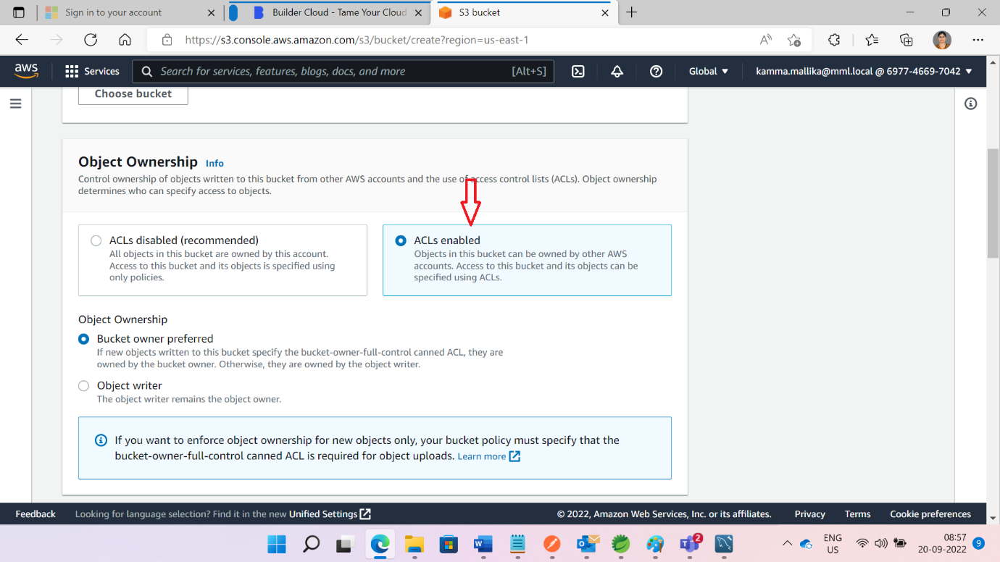 Sign in to your account
Builder Cloud - Tame Your Cloud
S3 bucket
https://s3.console.aws.amazon.com/s3/bucket/create?region=us-east-1
aws
Services
Search for services, features, blogs, docs, and more
[Alt+S]
Global
kamma.mallika@mml.local @ 6977-4669-7042
Choose bucket
Object Ownership Info
Control ownership of objects written to this bucket from other AWS accounts and the use of access control lists (ACLs). Object ownership
determines who can specify access to objects.
ACLs disabled (recommended)
All objects in this bucket are owned by this account.
Access to this bucket and its objects is specified using
only policies.
ACLs enabled
Objects in this bucket can be owned by other AWS
accounts. Access to this bucket and its objects can be
specified using ACLs.
Object Ownership
Bucket owner preferred
If new objects written to this bucket specify the bucket-owner-full-control canned ACL, they are
owned by the bucket owner. Otherwise, they are owned by the object writer.
Object writer
The object writer remains the object owner.
If you want to enforce object ownership for new objects only, your bucket policy must specify that the
bucket-owner-full-control canned ACL is required for object uploads. Learn more
Feedback
Looking for language selection? Find it in the new Unified Settings
© 2022, Amazon Web Services, Inc. or its affiliates.
Privacy
Terms
Cookie preferences
2
ENG
US
08:57
20-09-2022
9